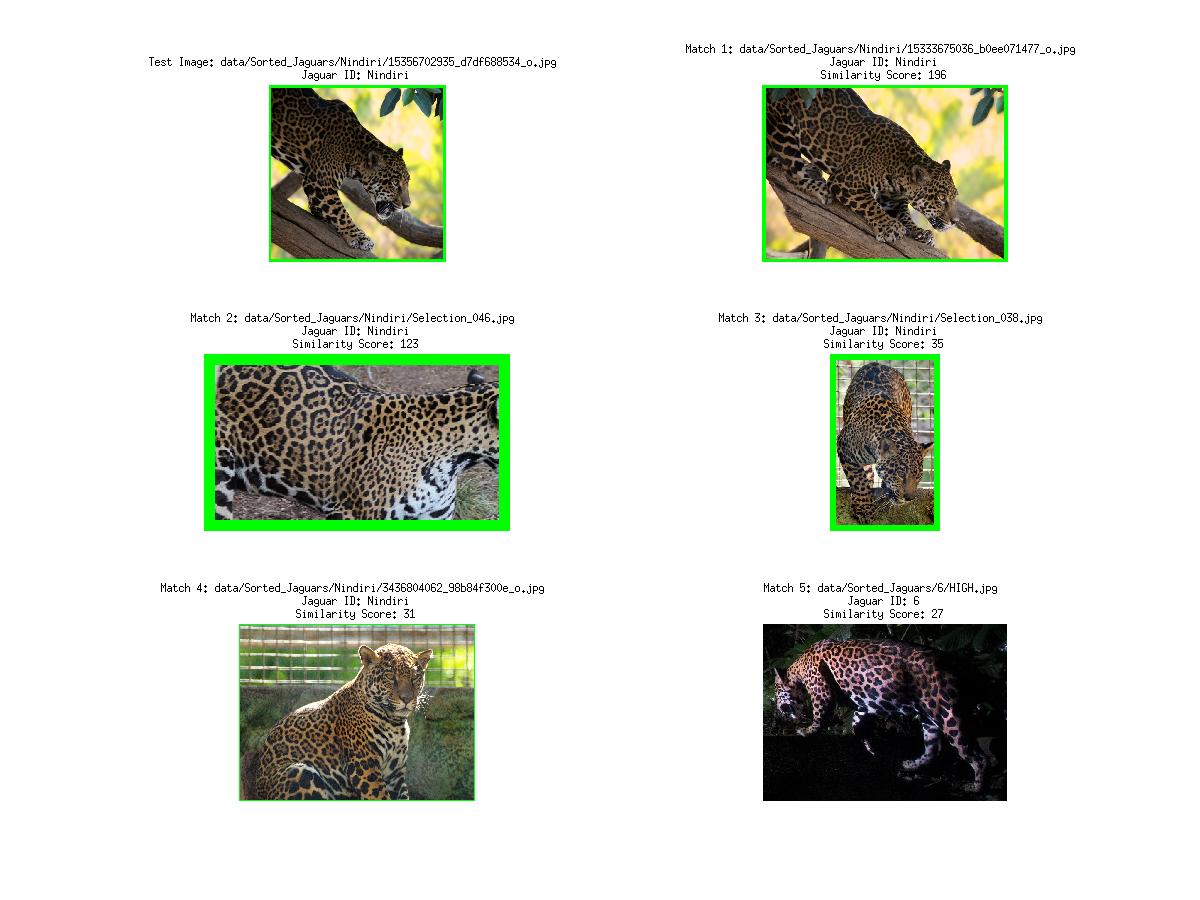 Test Image: data/Sorted_Jaguars/Nindiri/15356702935_d7df688534_o.jpg
Jaguar ID: Nindiri
Match 1: data/Sorted_Jaguars/Nindiri/15333675036_b0ee071477_o.jpg
Jaguar ID: Nindiri
Similarity Score: 196
Match 2: data/Sorted_Jaguars/Nindiri/Selection_046.jpg
Jaguar ID: Nindiri
Similarity Score: 123
Match 3: data/Sorted_Jaguars/Nindiri/Selection_038.jpg
Jaguar ID: Nindiri
Similarity Score: 35
Match 4: data/Sorted_Jaguars/Nindiri/3436804062_98b84f300e_o.jpg
Jaguar ID: Nindiri
Similarity Score: 31
Match 5: data/Sorted_Jaguars/6/HIGH.jpg
Jaguar ID: 6
Similarity Score: 27